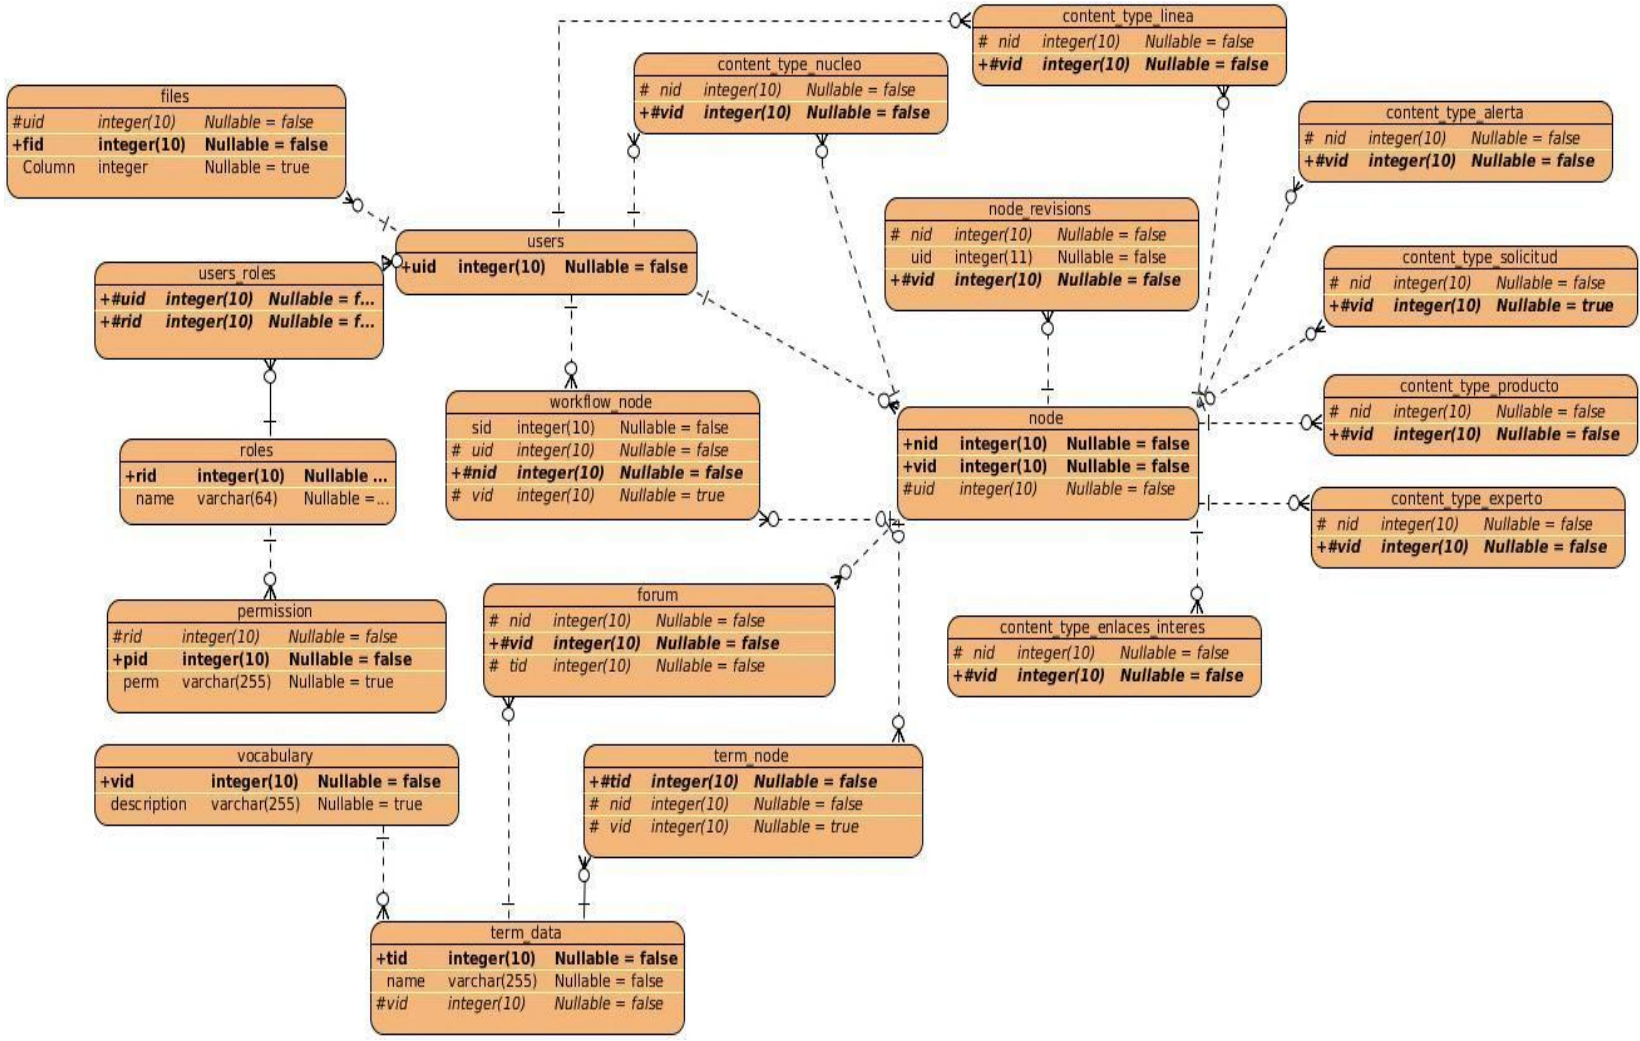 content_type_linea
# nid integer(10) Nullable = false
+#vid integer(10) Nullable = false
content_type_nucleo
# nid integer(10) Nullable = false
+#vid integer(10) Nullable = false
files
#uid integer(10) Nullable = false
+fid integer(10) Nullable = false
Column integer Nullable = true
content_type_alerta
# nid integer(10) Nullable = false
+#vid integer(10) Nullable = false
node_revisions
# nid integer(10) Nullable = false
uid integer(11) Nullable = false
+#vid integer(10) Nullable = false
users
+uid integer(10) Nullable = false
content_type_solicitud
# nid integer(10) Nullable = false
+#vid integer(10) Nullable = true
users_roles
+#uid integer(10) Nullable = f...
+#rid integer(10) Nullable = f...
content_type_producto
# nid integer(10) Nullable = false
+#vid integer(10) Nullable = false
workflow_node
sid integer(10) Nullable = false
# uid integer(10) Nullable = false
+#nid integer(10) Nullable = false
# vid integer(10) Nullable = true
node
+nid integer(10) Nullable = false
+vid integer(10) Nullable = false
#uid integer(10) Nullable = false
roles
+rid integer(10) Nullable ...
name varchar(64) Nullable =...
content_type_experto
# nid integer(10) Nullable = false
+#vid integer(10) Nullable = false
forum
# nid integer(10) Nullable = false
+#vid integer(10) Nullable = false
# tid integer(10) Nullable = false
permission
#rid integer(10) Nullable = false
+pid integer(10) Nullable = false
perm varchar(255) Nullable = true
content_type_enlaces_interes
# nid integer(10) Nullable = false
+#vid integer(10) Nullable = false
vocabulary
+vid integer(10) Nullable = false
description varchar(255) Nullable = true
term_node
+#tid integer(10) Nullable = false
# nid integer(10) Nullable = false
# vid integer(10) Nullable = true
term_data
+tid integer(10) Nullable = false
name varchar(255) Nullable = false
#vid integer(10) Nullable = false